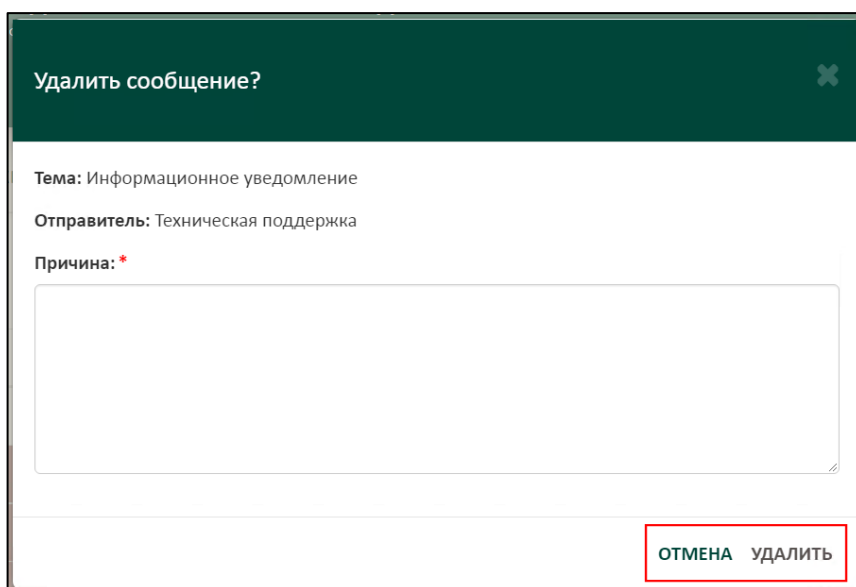 Удалить сообщение?
Тема: Информационное уведомление
Отправитель: Техническая поддержка
Причина: *
ОТМЕНА УДАЛИТЬ